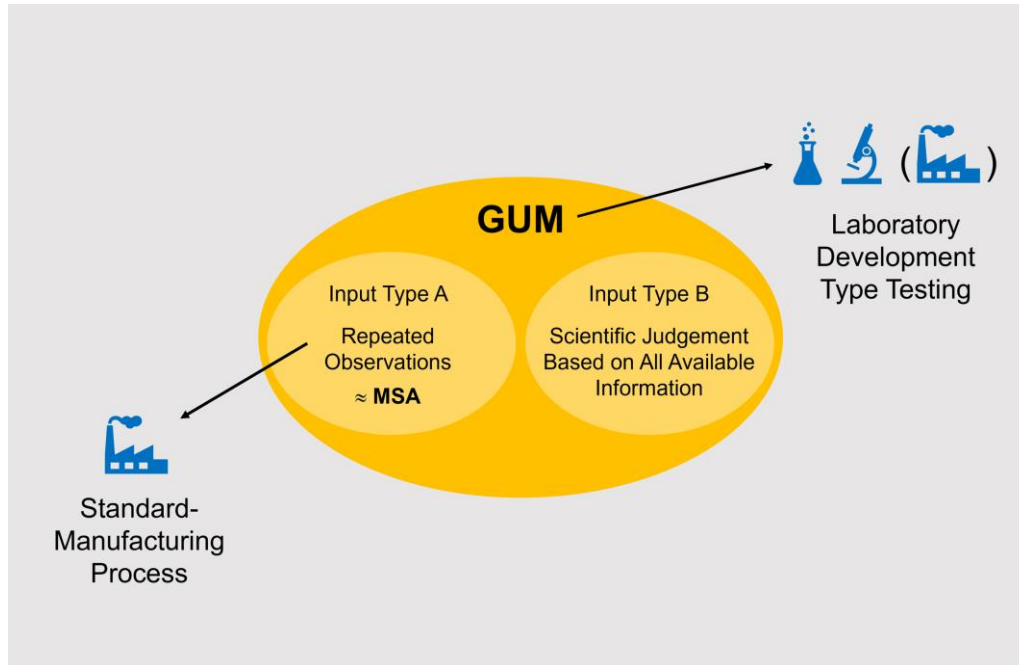 GUM
Input Type A
Repeated
Observations
≈ MSA
Input Type B
Scientific Judgement
Based on All Available
Information
( )
Laboratory
Development
Type Testing
Standard-
Manufacturing
Process